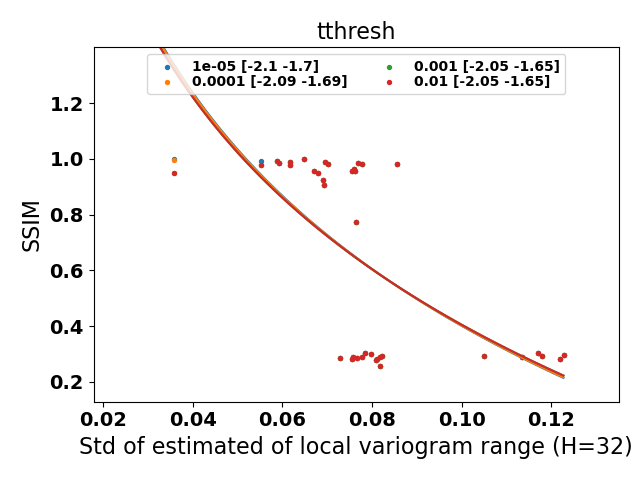 tthresh
1e-05 [-2.1 -1.7]
0.0001 [-2.09 -1.69]
0.001 [-2.05 -1.65]
0.01 [-2.05 -1.65]
1.2
1.0
0.8
0.6
0.4
0.2
SSIM
0.02 0.04 0.06 0.08 0.10 0.12
Std of estimated of local variogram range (H=32)